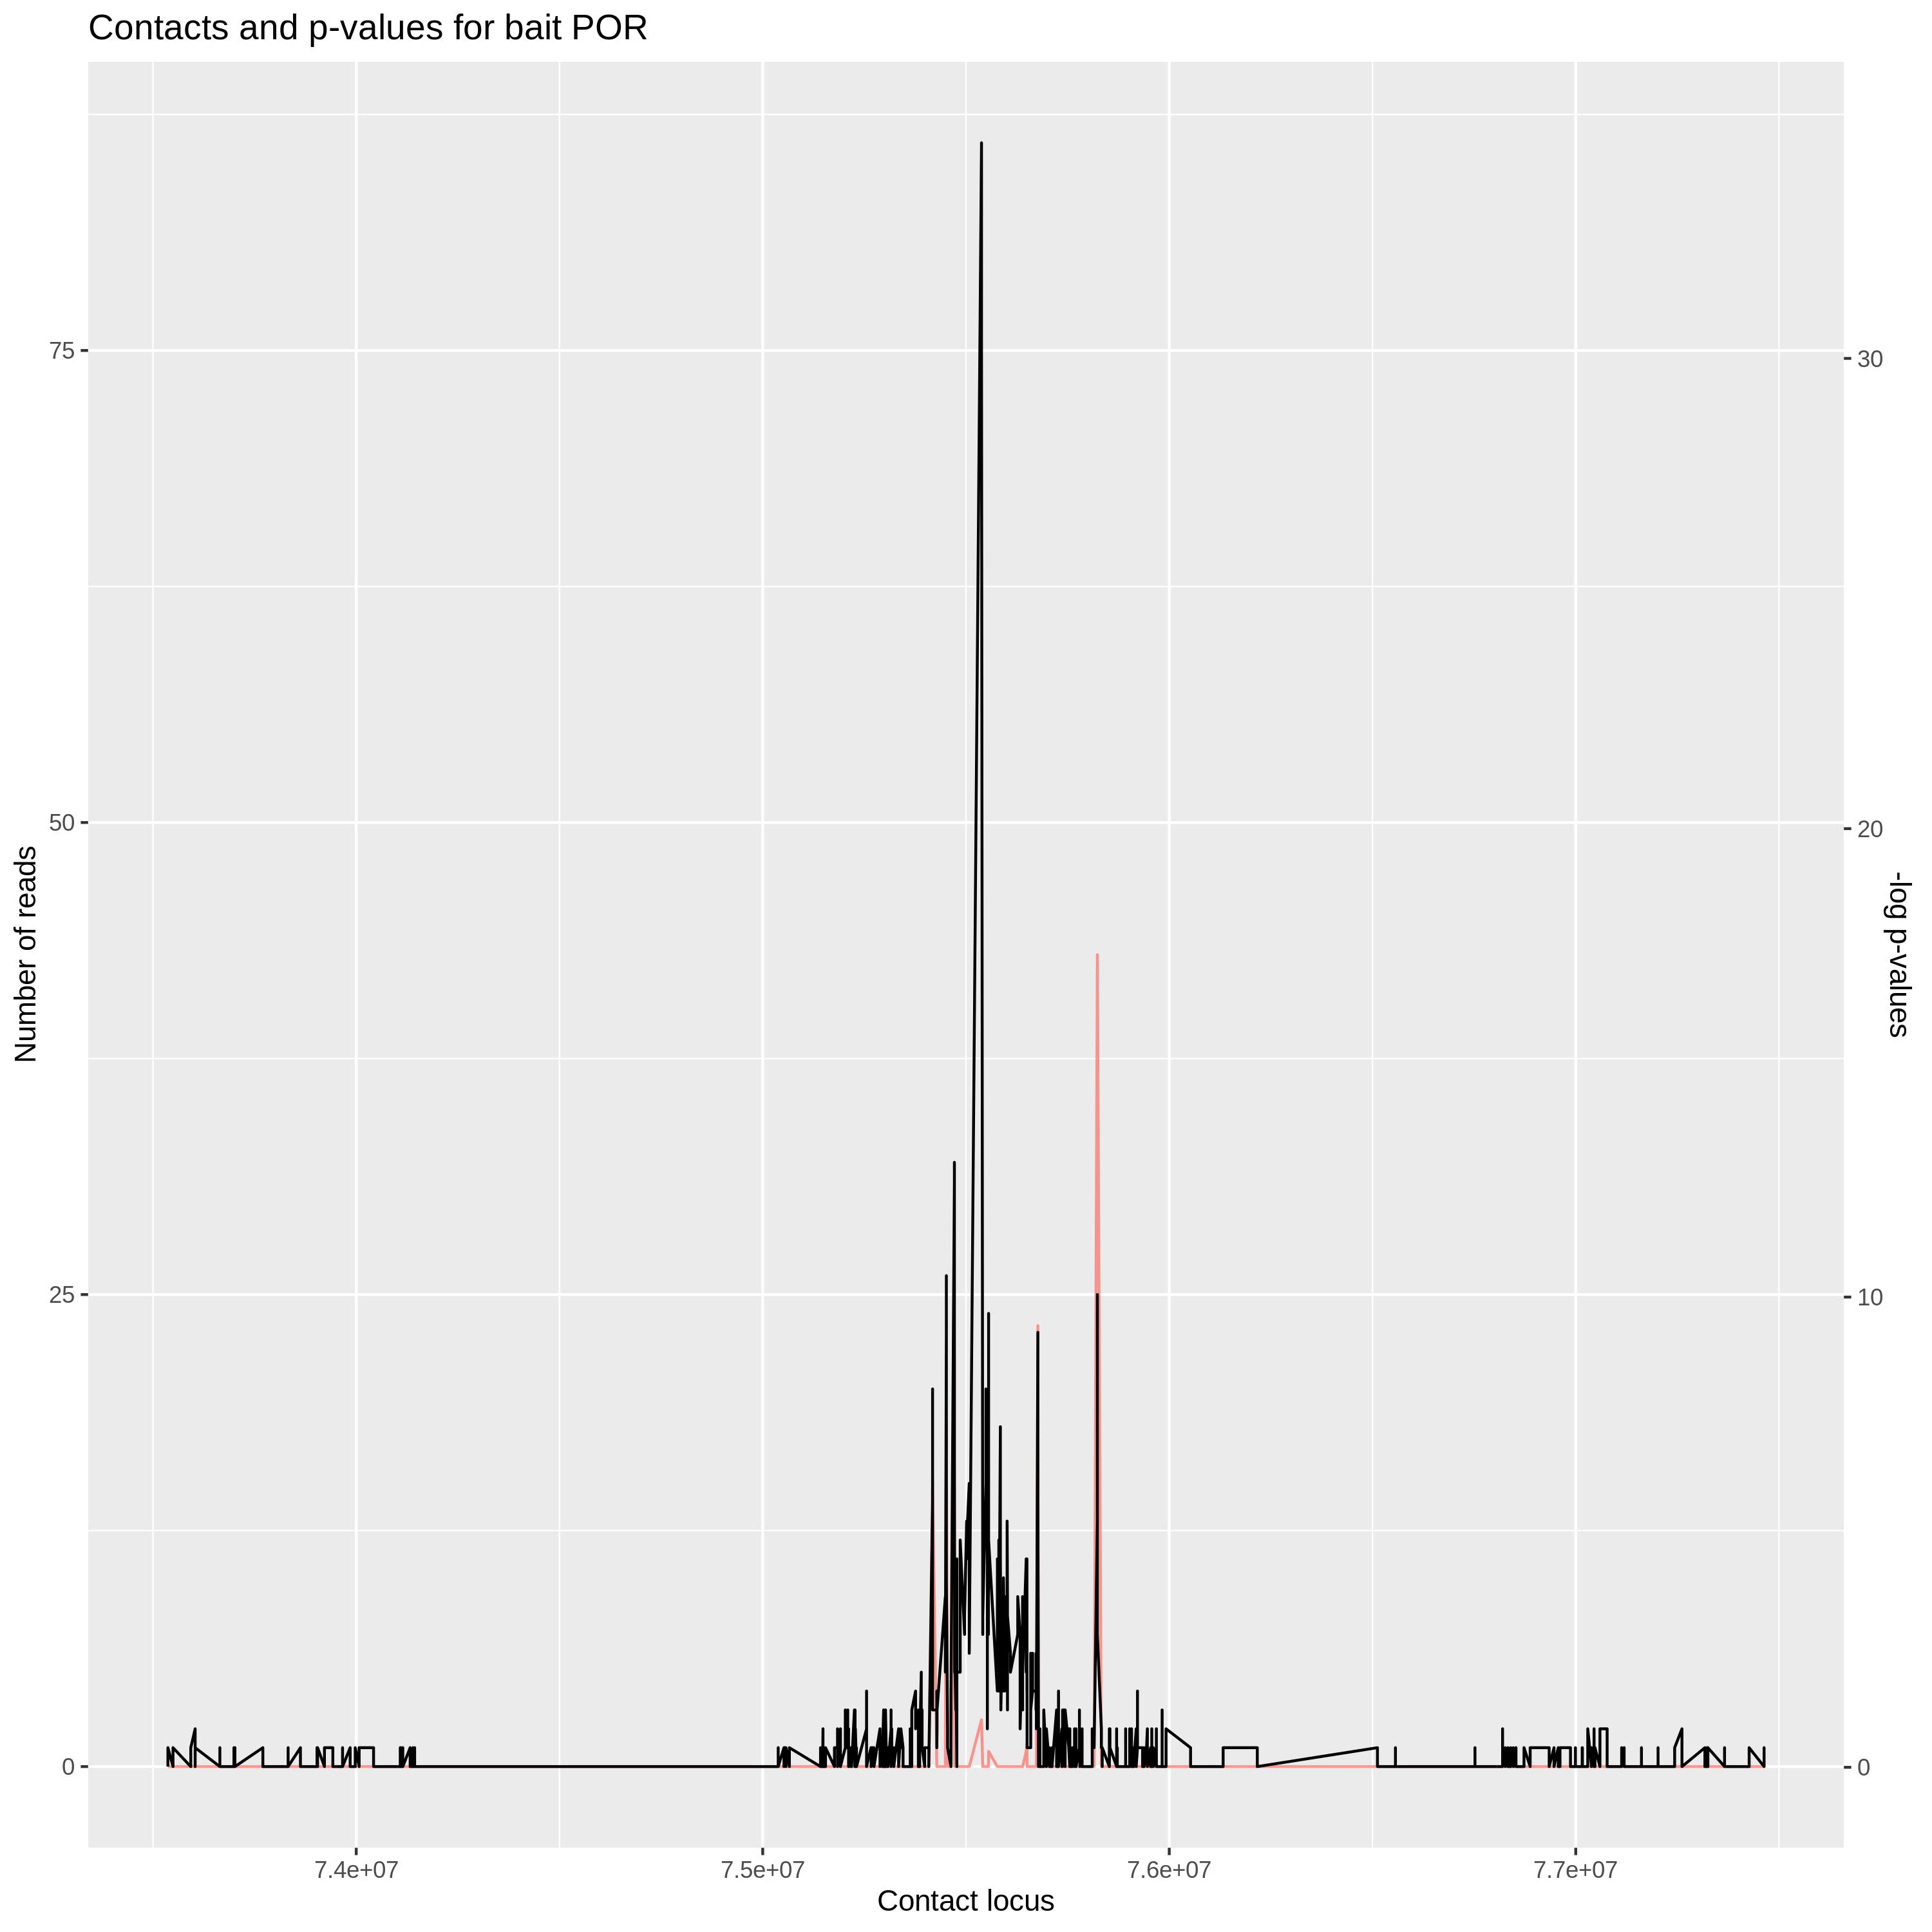 Contacts and p-values for bait POR
75
50
25
0
30
20
10
0
Number of reads
-log p-values
7.4e+07 7.5e+07 7.6e+07 7.7e+07
Contact locus